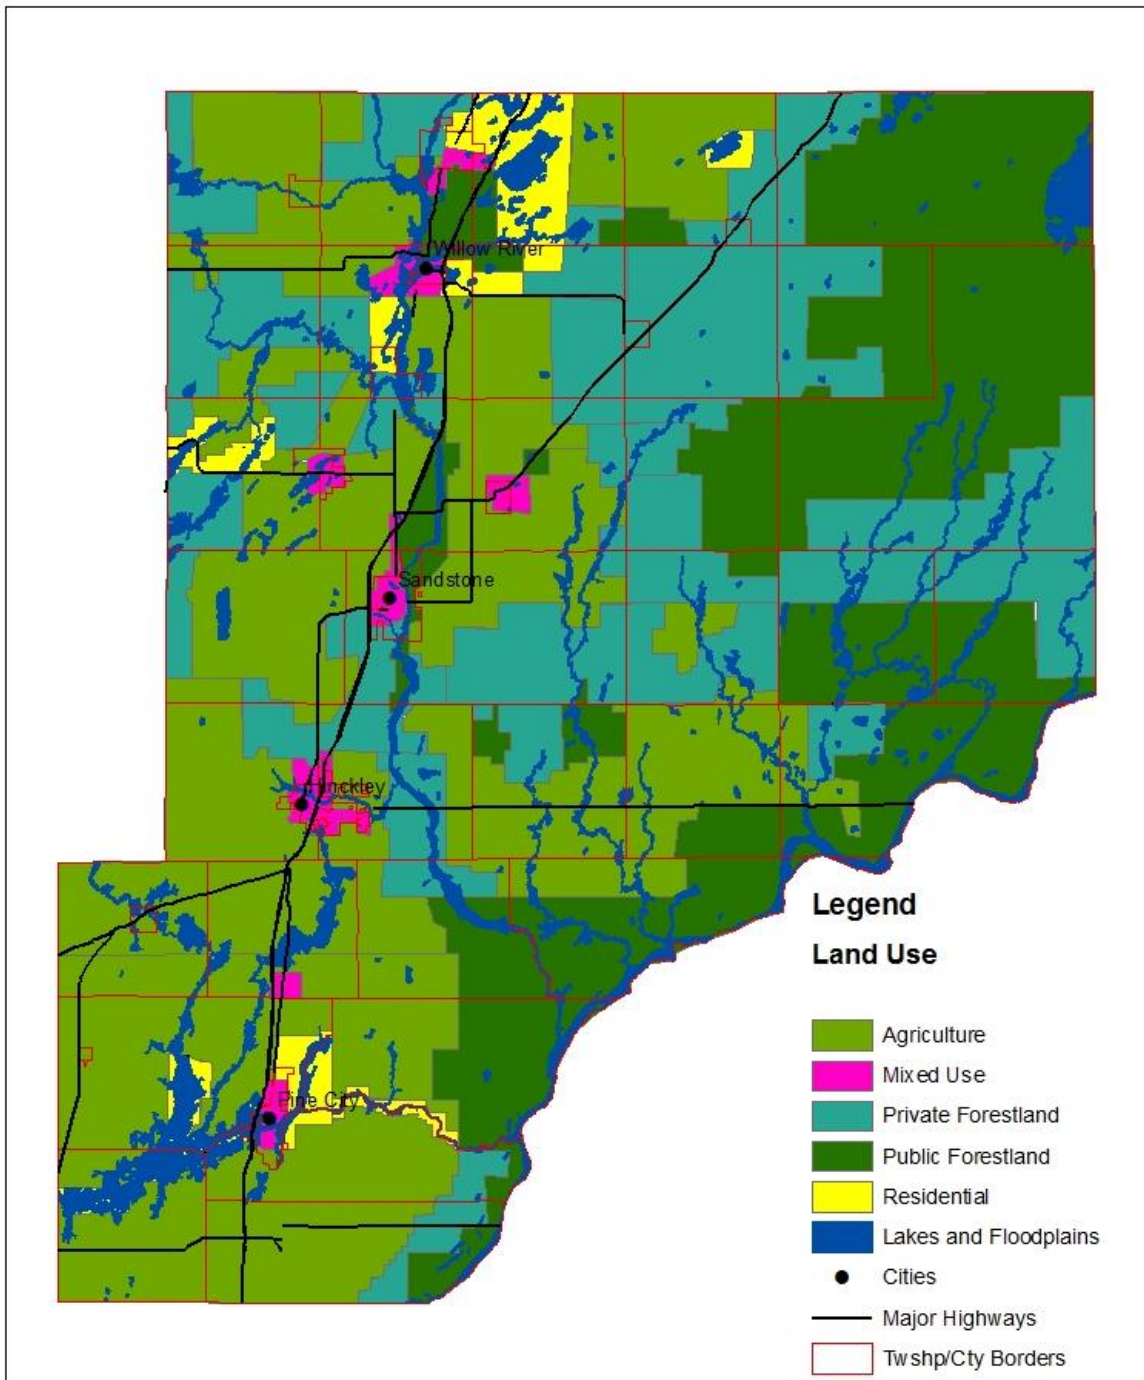 Willow River
Sandstone
Hinckley
Pine City
Legend
Land Use
Agriculture
Mixed Use
Private Forestland
Public Forestland
Residential
Lakes and Floodplains
Cities
Major Highways
Twshp/Cty Borders